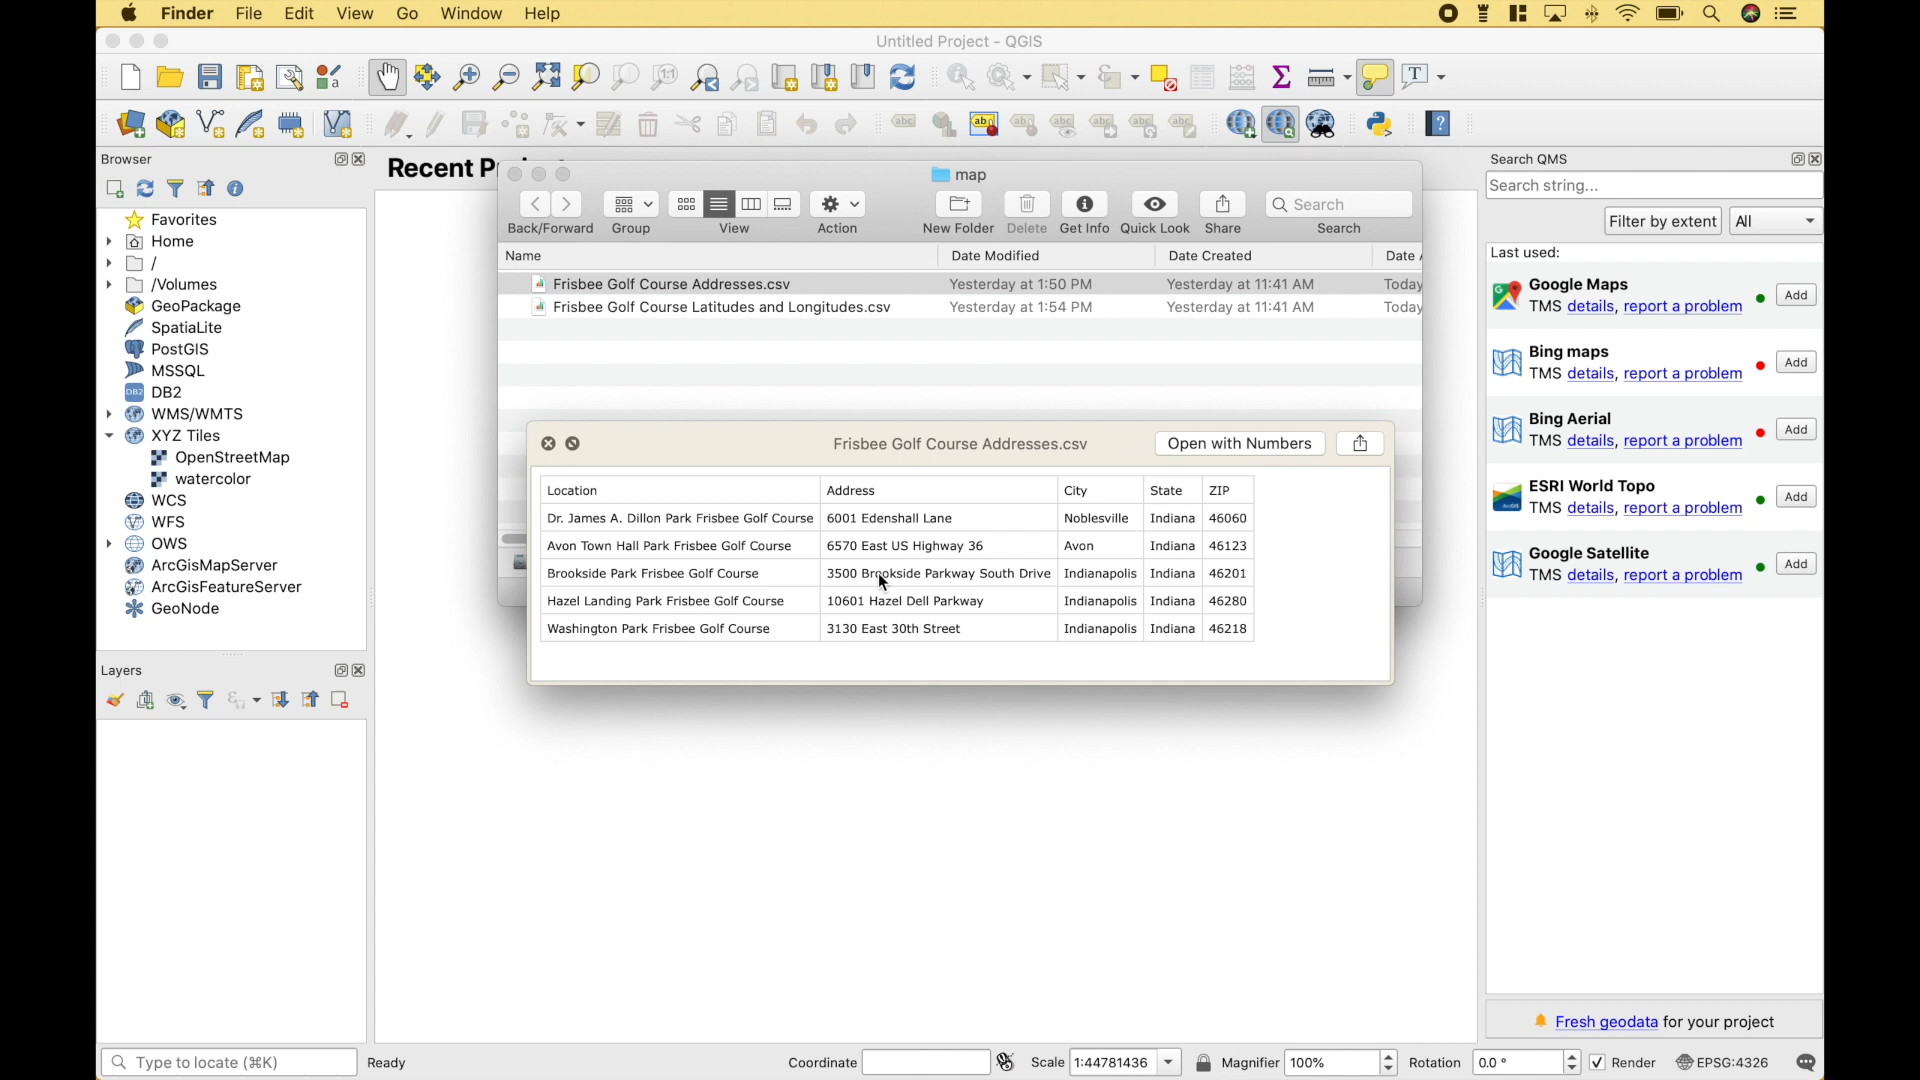 Finder File Edit View Go Window Help
Untitled Project - QGIS
Browser
Favorites
Home
/
/Volumes
GeoPackage
SpatiaLite
PostGIS
MSSQL
DB2
WMS/WMTS
XYZ Tiles
OpenStreetMap
watercolor
WCS
WFS
OWS
ArcGisMapServer
ArcGisFeatureServer
GeoNode
Layers
Recent
map
Back/Forward Group View Action New Folder Delete Get Info Quick Look Share Search
Search
Name Date Modified Date Created Date
Frisbee Golf Course Addresses.csv Yesterday at 1:50 PM Yesterday at 11:41 AM Today
Frisbee Golf Course Latitudes and Longitudes.csv Yesterday at 1:54 PM Yesterday at 11:41 AM Today
Frisbee Golf Course Addresses.csv Open with Numbers
Location Address City State ZIP
Dr. James A. Dillon Park Frisbee Golf Course 6001 Edenshall Lane Noblesville Indiana 46060
Avon Town Hall Park Frisbee Golf Course 6570 East US Highway 36 Avon Indiana 46123
Brookside Park Frisbee Golf Course 3500 Brookside Parkway South Drive Indianapolis Indiana 46201
Hazel Landing Park Frisbee Golf Course 10601 Hazel Dell Parkway Indianapolis Indiana 46280
Washington Park Frisbee Golf Course 3130 East 30th Street Indianapolis Indiana 46218
Search QMS
Search string...
Filter by extent All
Last used:
Google Maps
TMS details, report a problem Add
Bing maps
TMS details, report a problem Add
Bing Aerial
TMS details, report a problem Add
ESRI World Topo
TMS details, report a problem Add
Google Satellite
TMS details, report a problem Add
Fresh geodata for your project
Type to locate (⌘K) Ready Coordinate Scale 1:44781436 Magnifier 100% Rotation 0.0 ° Render EPSG:4326